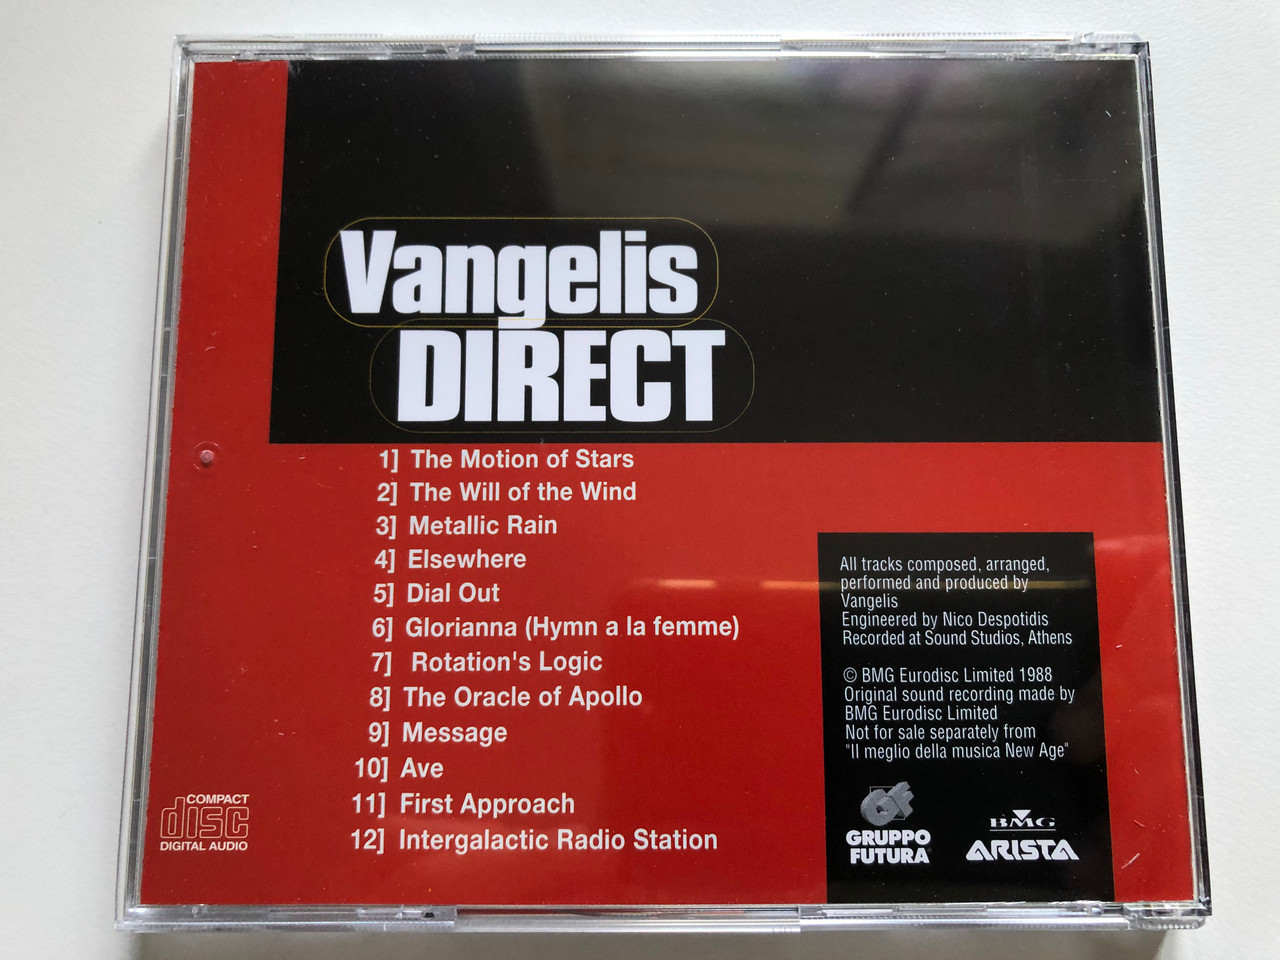 Vangelis
DIRECT
1] The Motion of Stars
2] The Will of the Wind
3] Metallic Rain
4] Elsewhere
5] Dial Out
6] Glorianna (Hymn a la femme)
7] Rotation's Logic
8] The Oracle of Apollo
9] Message
10] Ave
11] First Approach
12] Intergalactic Radio Station
All tracks composed, arranged,
performed and produced by
Vangelis
Engineered by Nico Despotidis
Recorded at Sound Studios, Athens
© BMG Eurodisc Limited 1988
Original sound recording made by
BMG Eurodisc Limited
Not for sale separately from
"Il meglio della musica New Age"
COMPACT
disc
DIGITAL AUDIO
GRUPPO
FUTURA
BMG
ARISTA